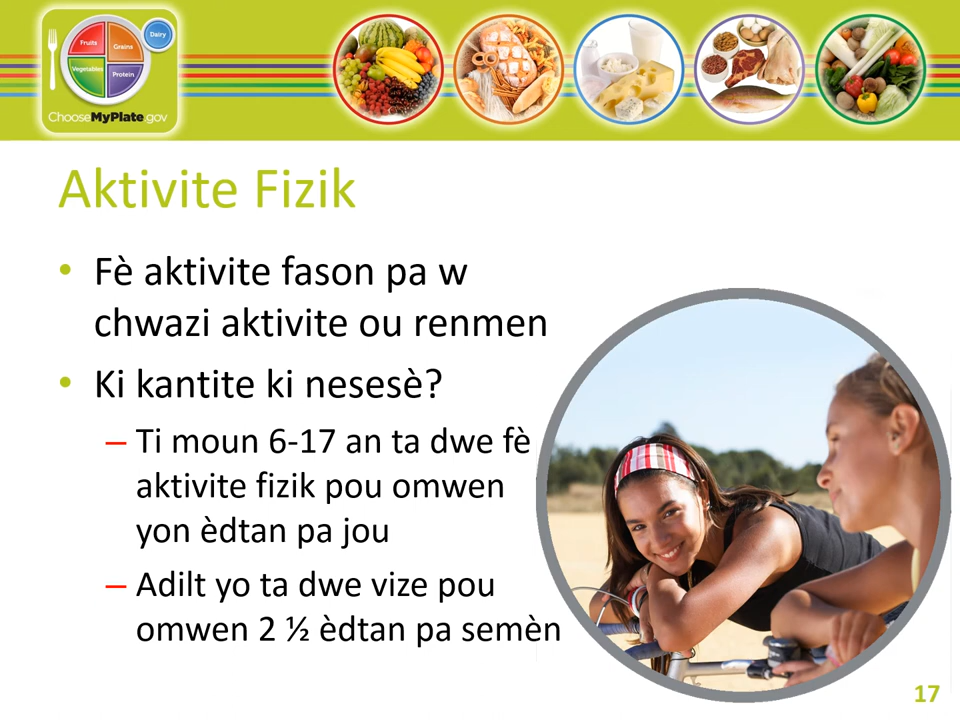 Fruits
Grains
Dairy
Vegetables
Protein
ChooseMyPlate.gov
Aktivite Fizik
• Fè aktivite fason pa w
chwazi aktivite ou renmen
• Ki kantite ki nesesè?
– Ti moun 6-17 an ta dwe fè
aktivite fizik pou omwen
yon èdtan pa jou
– Adilt yo ta dwe vize pou
omwen 2 ½ èdtan pa semèn
17